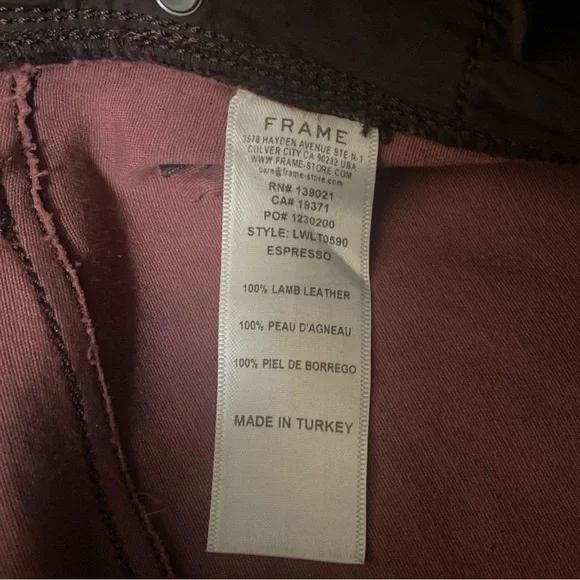 FRAME
3578 HAYDEN AVENUE STE N-1
CULVER CITY CA 90232 USA
WWW.FRAME-STORE.COM
care@frame-store.com
RN# 139021
CA# 19371
PO# 1230200
STYLE: LWLT0590
ESPRESSO
100% LAMB LEATHER
100% PEAU D'AGNEAU
100% PIEL DE BORREGO
MADE IN TURKEY